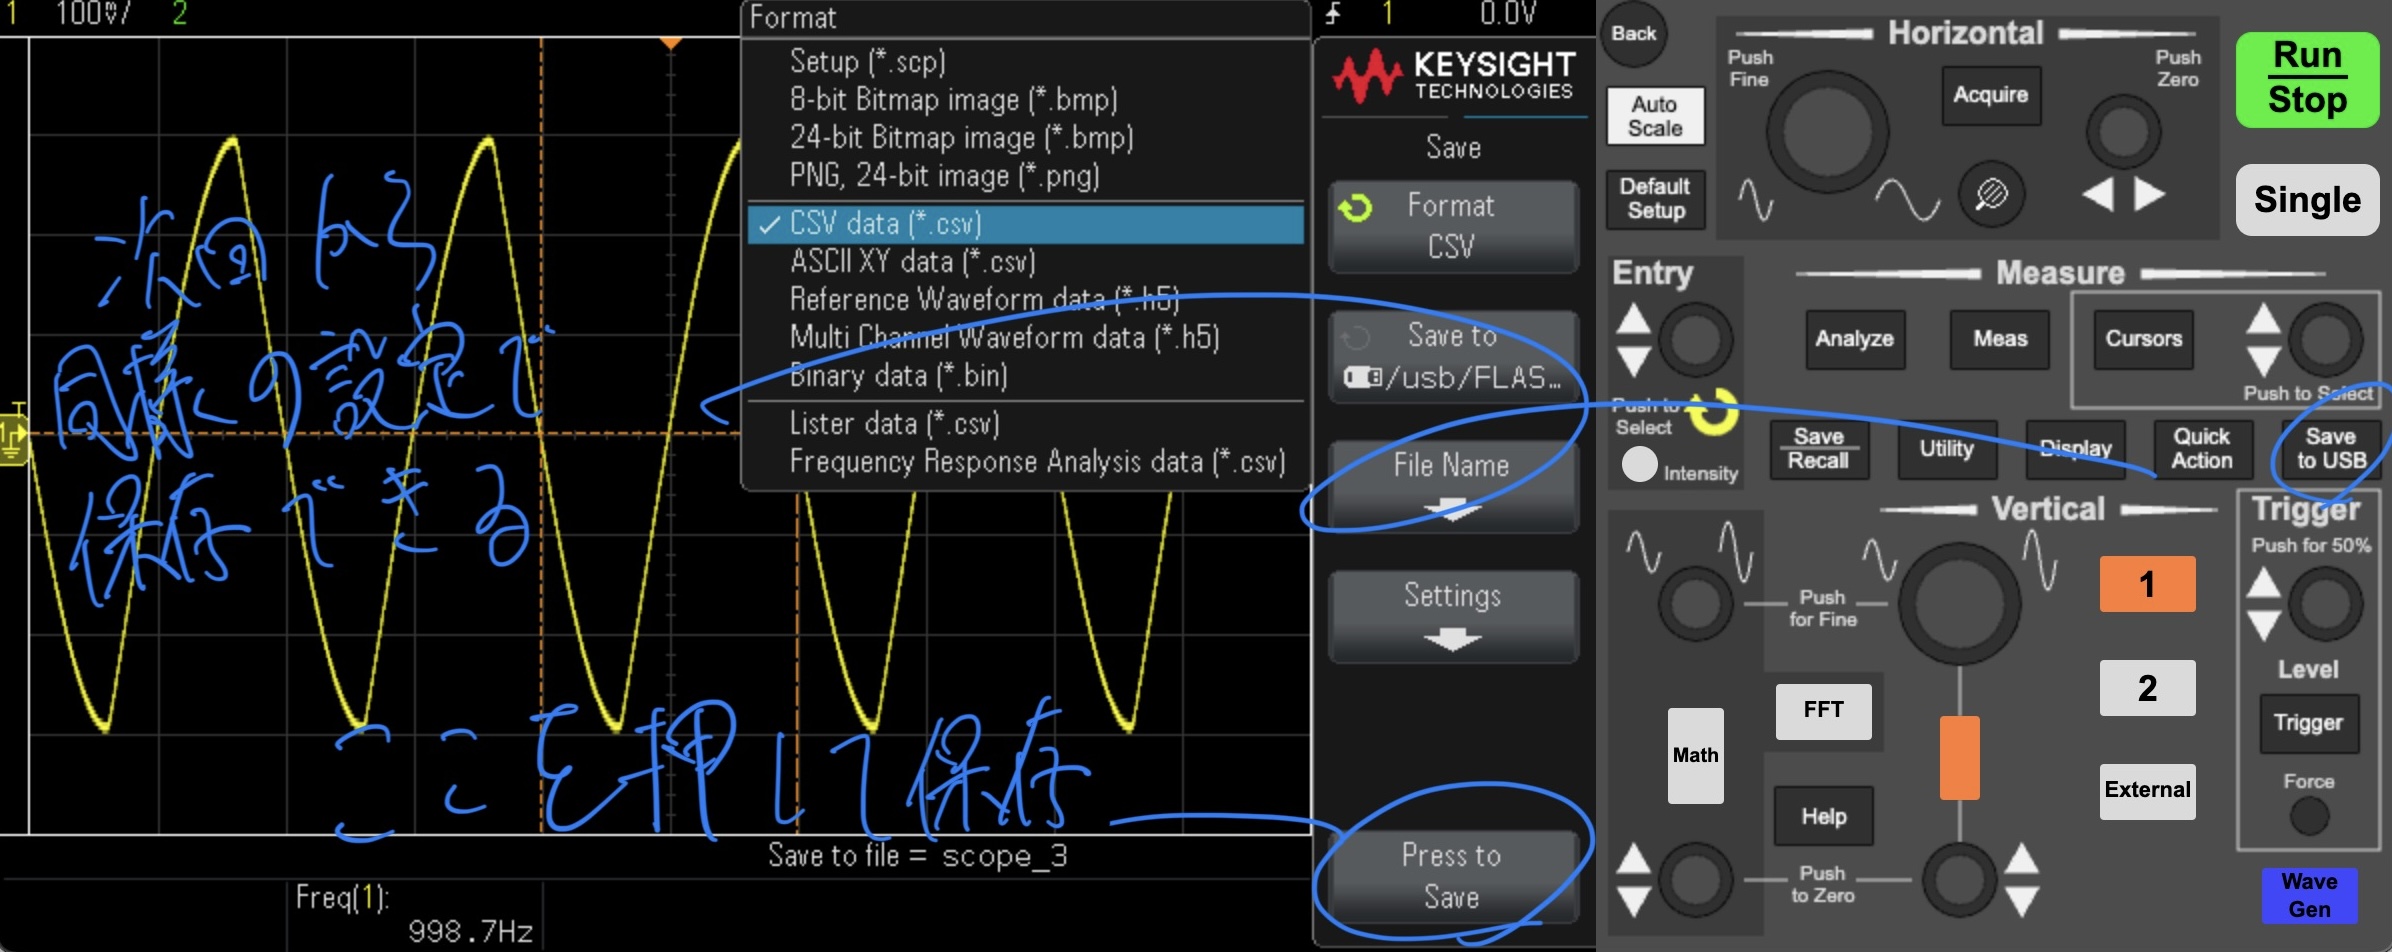 1 100mV/ 2
1 0.0V
Format
Setup (*.scp)
8-bit Bitmap image (*.bmp)
24-bit Bitmap image (*.bmp)
PNG, 24-bit image (*.png)
✓ CSV data (*.csv)
ASCII XY data (*.csv)
Reference Waveform data (*.h5)
Multi Channel Waveform data (*.h5)
Binary data (*.bin)
Lister data (*.csv)
Frequency Response Analysis data (*.csv)
次回から
同様の設定で
保存できる
ここを押して保存
T
1
Save to file = scope_3
Freq(1):
998.7Hz
KEYSIGHT
TECHNOLOGIES
Save
Format
CSV
Save to
/usb/FLAS...
File Name
Settings
Press to
Save
Back
Auto
Scale
Default
Setup
Horizontal
Push
Fine
Acquire
Push
Zero
Run
Stop
Single
Entry
Push to
Select
Intensity
Measure
Analyze
Meas
Cursors
Push to Select
Save
Recall
Utility
Display
Quick
Action
Save
to USB
Vertical
Push
for Fine
FFT
Math
Help
Push
to Zero
1
2
External
Trigger
Push for 50%
Level
Trigger
Force
Wave
Gen